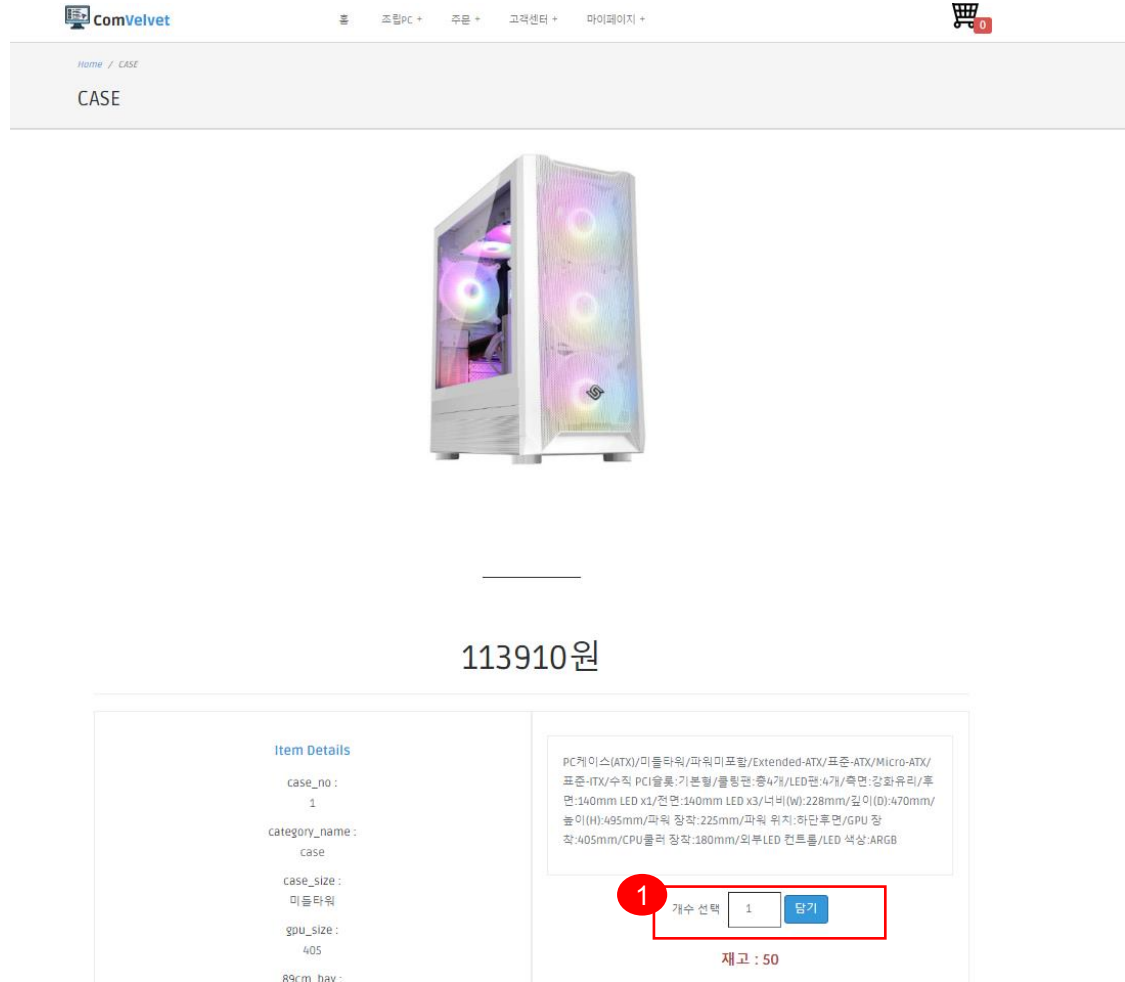 ComVelvet
홈 조립PC + 주문 + 고객센터 + 마이페이지 +
0
Home / CASE
CASE
113910원
Item Details
case_no :
1
category_name :
case
case_size :
미들타워
gpu_size :
405
89cm_bay :
PC케이스(ATX)/미들타워/파워미포함/Extended-ATX/표준-ATX/Micro-ATX/
표준-ITX/수직 PCI슬롯:기본형/쿨링팬:총4개/LED팬:4개/측면:강화유리/후
면:140mm LED x1/전면:140mm LED x3/너비(W):228mm/깊이(D):470mm/
높이(H):495mm/파워 장착:225mm/파워 위치:하단후면/GPU 장
착:405mm/CPU쿨러 장착:180mm/외부LED 컨트롤/LED 색상:ARGB
1
개수 선택 1 담기
재고 : 50